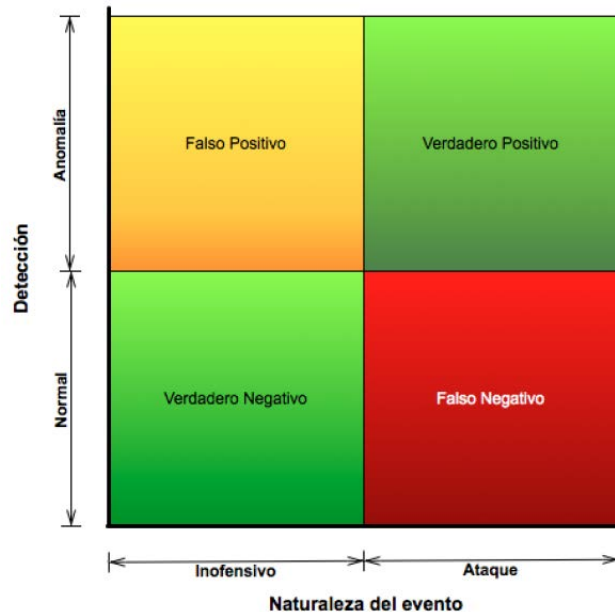 Anomalía
Falso Positivo
Verdadero Positivo
Detección
Normal
Verdadero Negativo
Falso Negativo
Inofensivo
Ataque
Naturaleza del evento